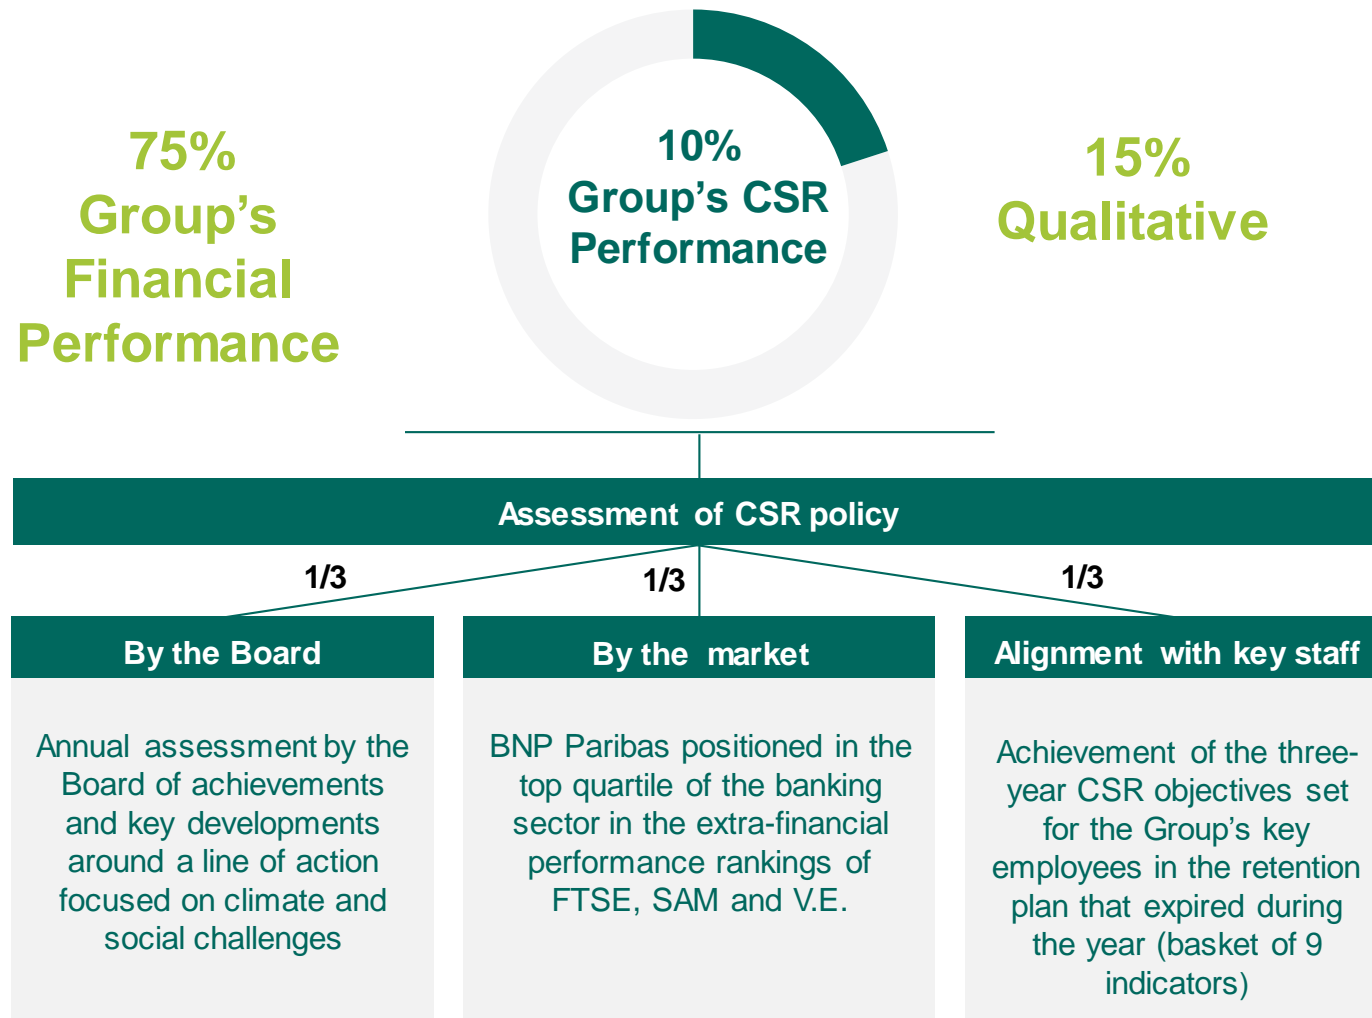 75%
Group's
Financial
Performance
10%
Group's CSR
Performance
15%
Qualitative
Assessment of CSR policy
1/3
1/3
1/3
By the Board
Annual assessment by the
Board of achievements
and key developments
around a line of action
focused on climate and
social challenges
By the market
BNP Paribas positioned in the
top quartile of the banking
sector in the extra-financial
performance rankings of
FTSE, SAM and V.E.
Alignment with key staff
Achievement of the three-
year CSR objectives set
for the Group's key
employees in the retention
plan that expired during
the year (basket of 9
indicators)